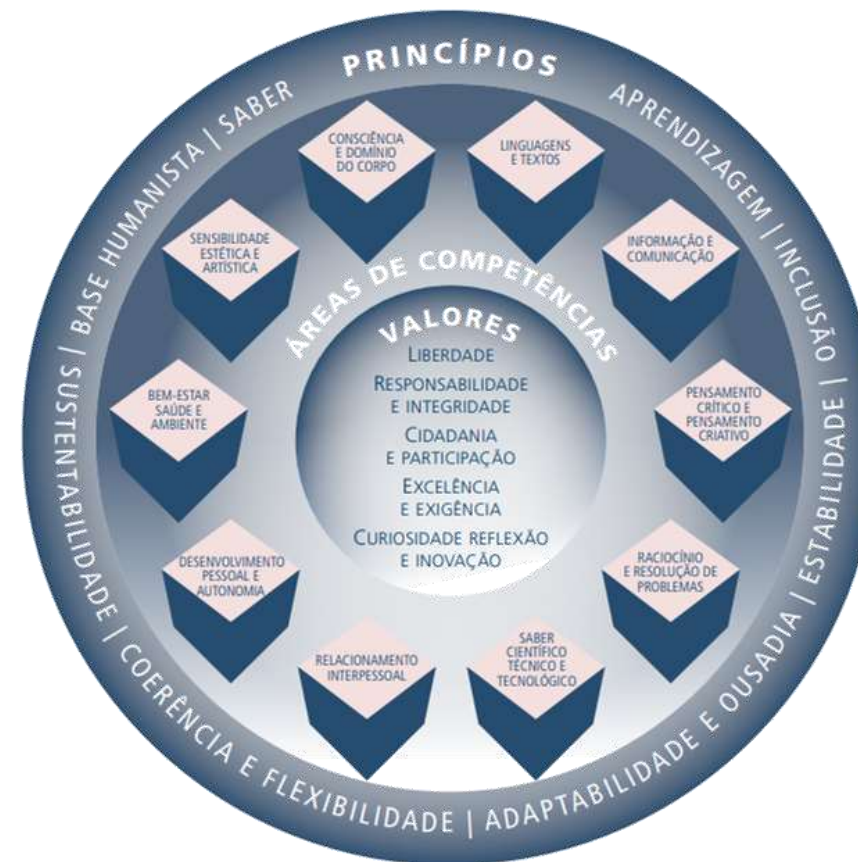 PRINCÍPIOS
APRENDIZAGEM | INCLUSÃO | ESTABILIDADE | ADAPTABILIDADE E OUSADIA | COERÊNCIA E FLEXIBILIDADE | SUSTENTABILIDADE | BASE HUMANISTA | SABER
CONSCIÊNCIA
E DOMÍNIO
DO CORPO
LINGUAGENS
E TEXTOS
INFORMAÇÃO E
COMUNICAÇÃO
PENSAMENTO
CRÍTICO E
PENSAMENTO
CRIATIVO
RACIOCÍNIO
E RESOLUÇÃO DE
PROBLEMAS
SABER
CIENTÍFICO
TÉCNICO E
TECNOLÓGICO
RELACIONAMENTO
INTERPESSOAL
DESENVOLVIMENTO
PESSOAL E
AUTONOMIA
BEM-ESTAR
SAÚDE E
AMBIENTE
SENSIBILIDADE
ESTÉTICA E
ARTÍSTICA
ÁREAS DE COMPETÊNCIAS
VALORES
LIBERDADE
RESPONSABILIDADE
E INTEGRIDADE
CIDADANIA
E PARTICIPAÇÃO
EXCELÊNCIA
E EXIGÊNCIA
CURIOSIDADE REFLEXÃO
E INOVAÇÃO